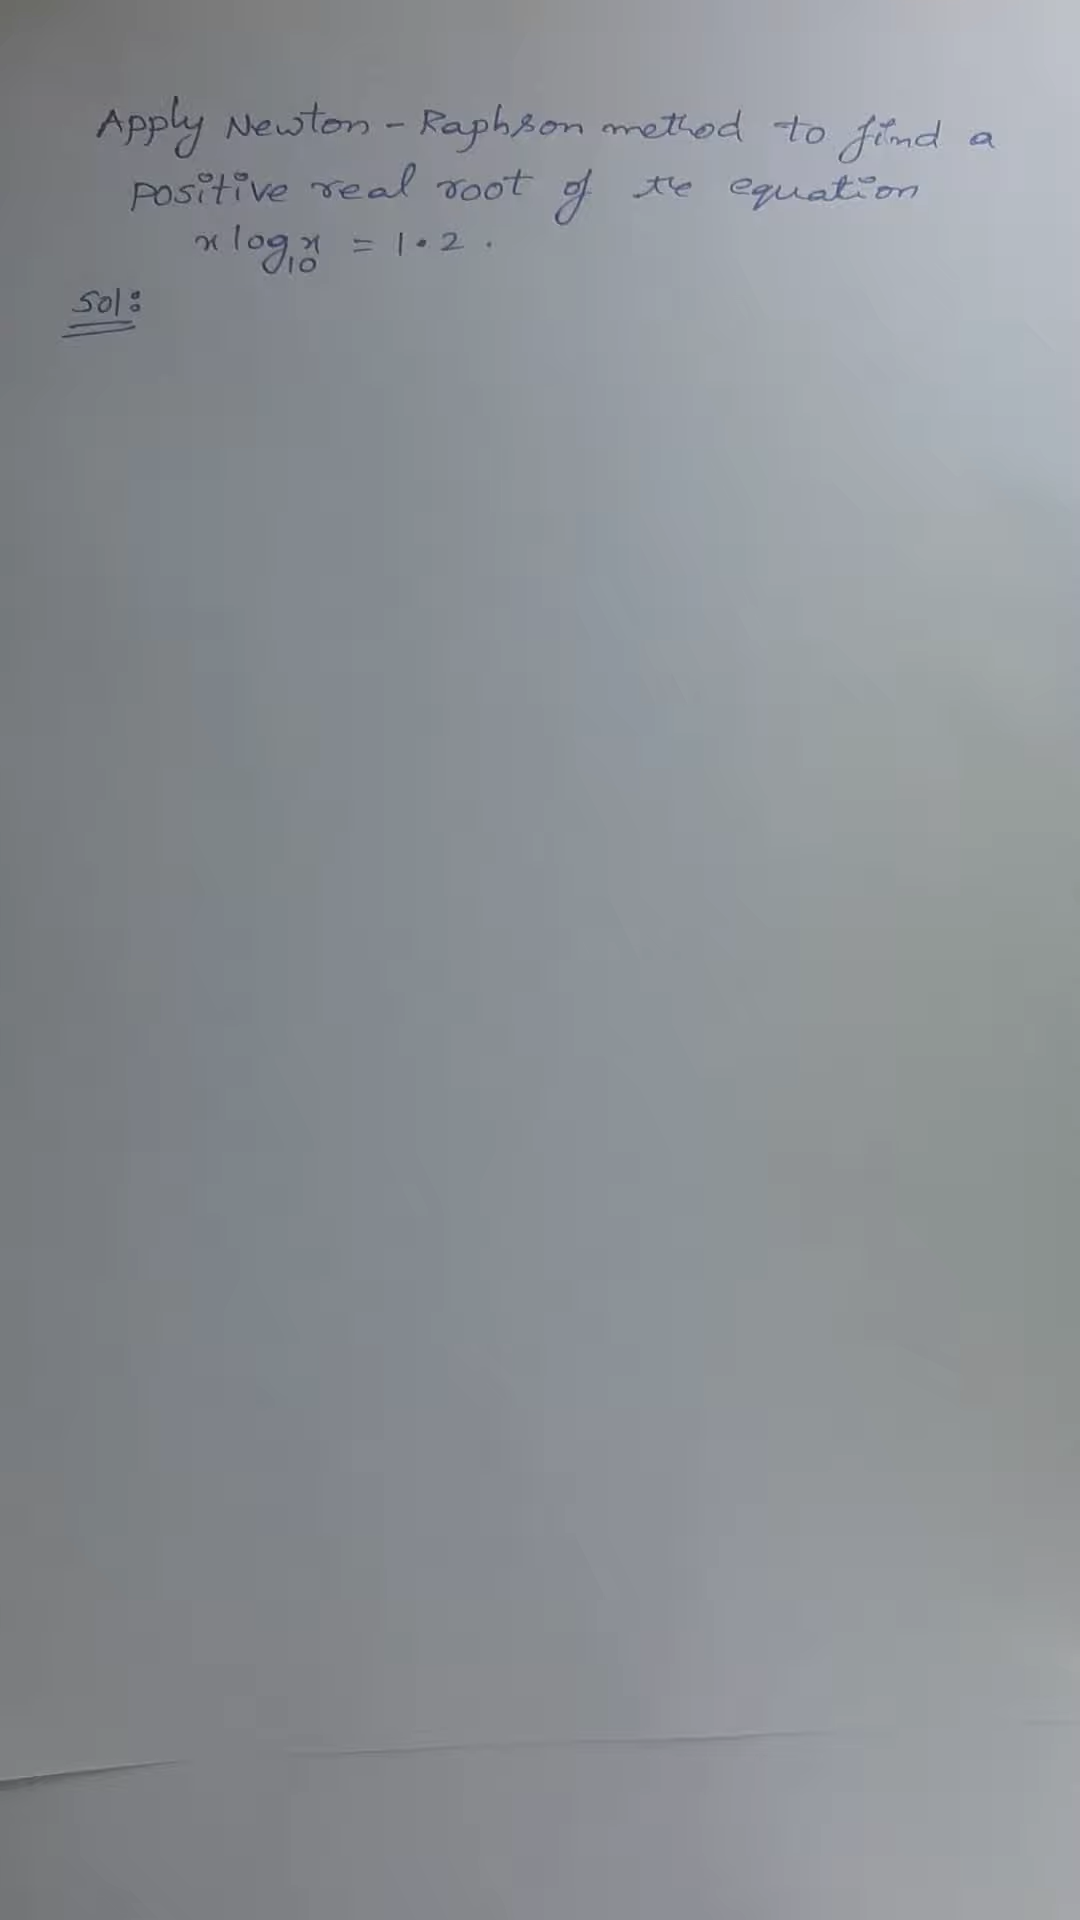 Apply Newton-Raphson method to find a
positive real root of the equation
x log₁₀x = 1.2.
Sol: